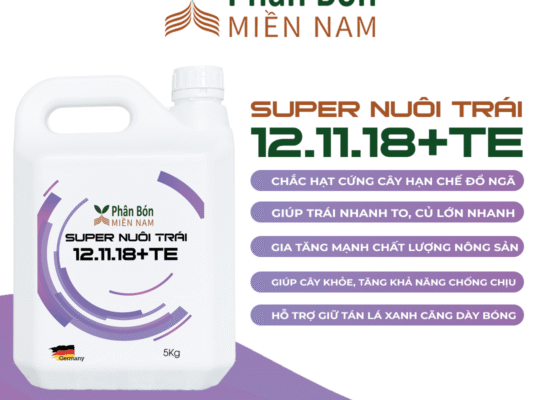 Phân Bón
MIỀN NAM
SUPER NUÔI TRÁI
12.11.18+TE
CHẮC HẠT CỨNG CÂY HẠN CHẾ ĐỔ NGÃ
GIÚP TRÁI NHANH TO, CỦ LỚN NHANH
GIA TĂNG MẠNH CHẤT LƯỢNG NÔNG SẢN
GIÚP CÂY KHỎE, TĂNG KHẢ NĂNG CHỐNG CHỊU
HỖ TRỢ GIỮ TÁN LÁ XANH CĂNG DÀY BÓNG
Phân Bón
MIỀN NAM
SUPER NUÔI TRÁI
12.11.18+TE
Germany
5Kg